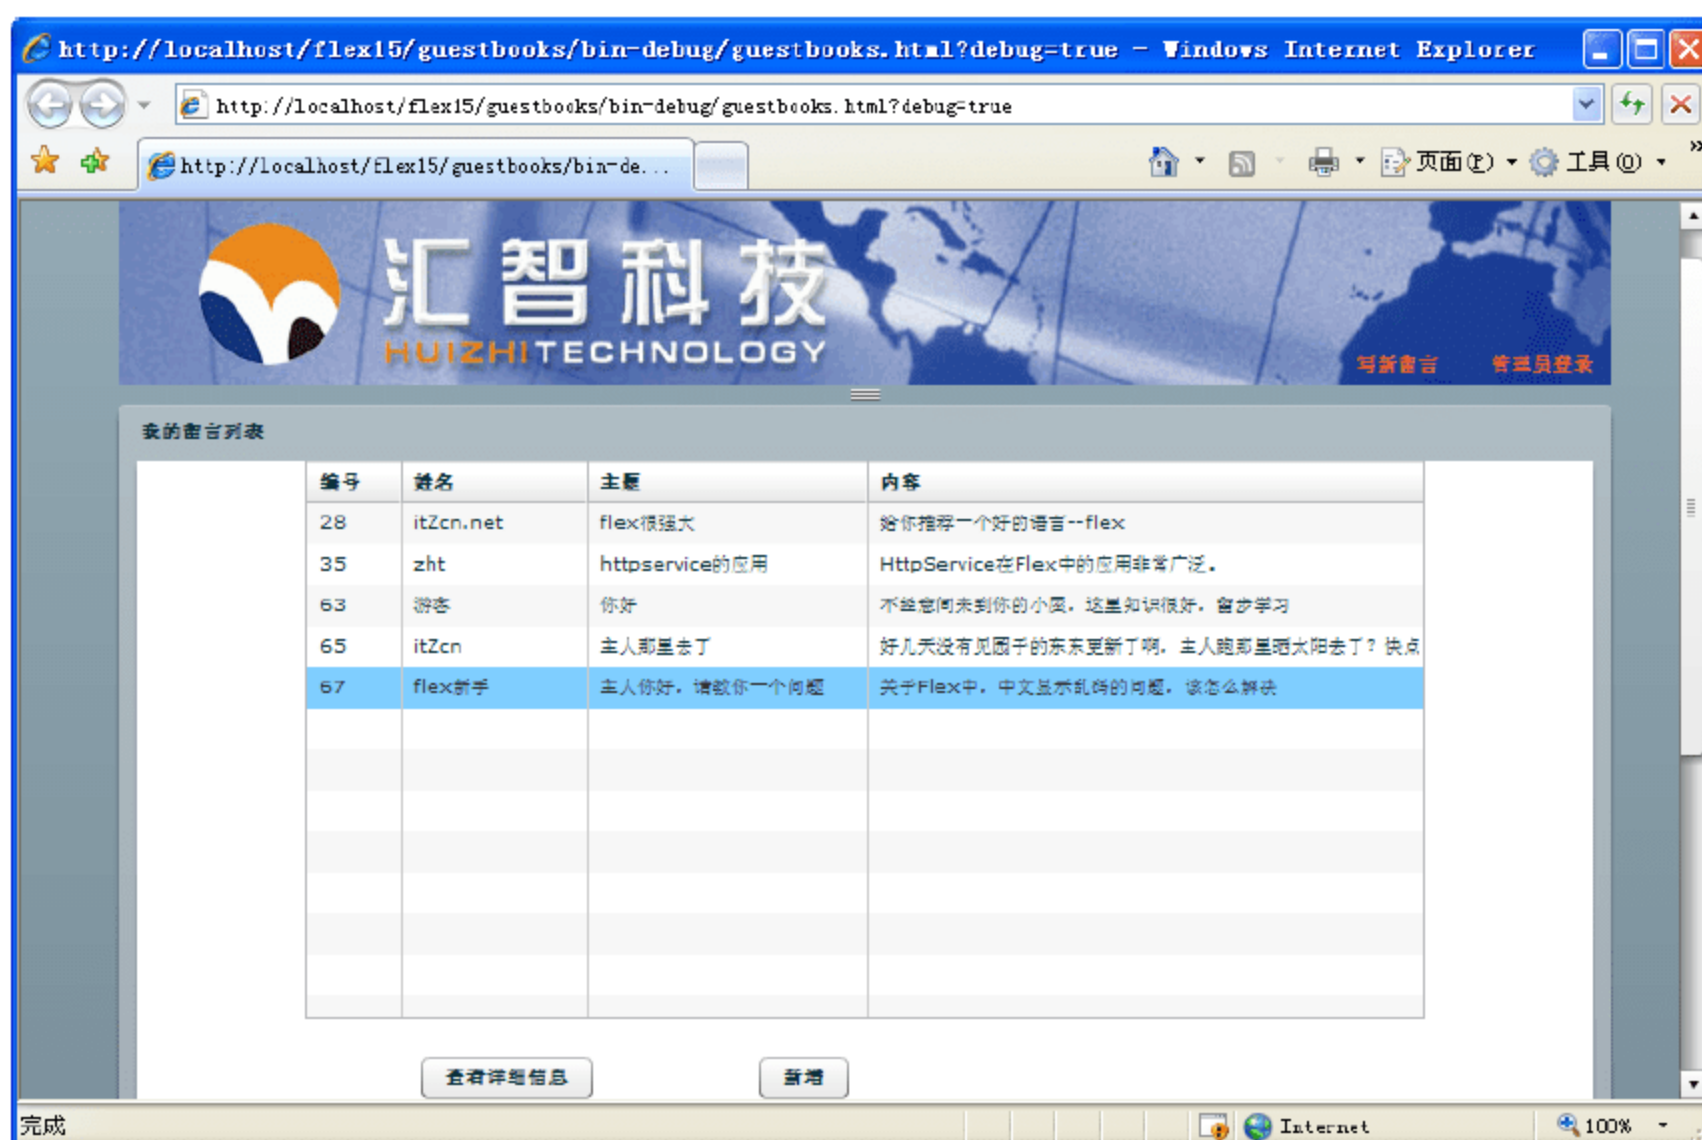 http://localhost/flex15/guestbooks/bin-debug/guestbooks.html?debug=true - Windows Internet Explorer
http://localhost/flex15/guestbooks/bin-debug/guestbooks.html?debug=true
http://localhost/flex15/guestbooks/bin-de... 页面(P) 工具(O)
汇智科技
HUIZHITECHNOLOGY
写新留言 管理员登录
我的留言列表
编号 姓名 主题 内容
28 itZcn.net flex很强大 给你推荐一个好的语言--flex
35 zht httpservice的应用 HttpService在Flex中的应用非常广泛。
63 游客 你好 不经意间来到你的小窝，这里知识很好，留步学习
65 itZcn 主人那里去了 好几天没有见园子的东东更新了啊，主人跑那里晒太阳去了？快点
67 flex新手 主人你好，请教你一个问题 关于Flex中，中文显示乱码的问题，该怎么解决
查看详细信息 新增
完成 Internet 100%